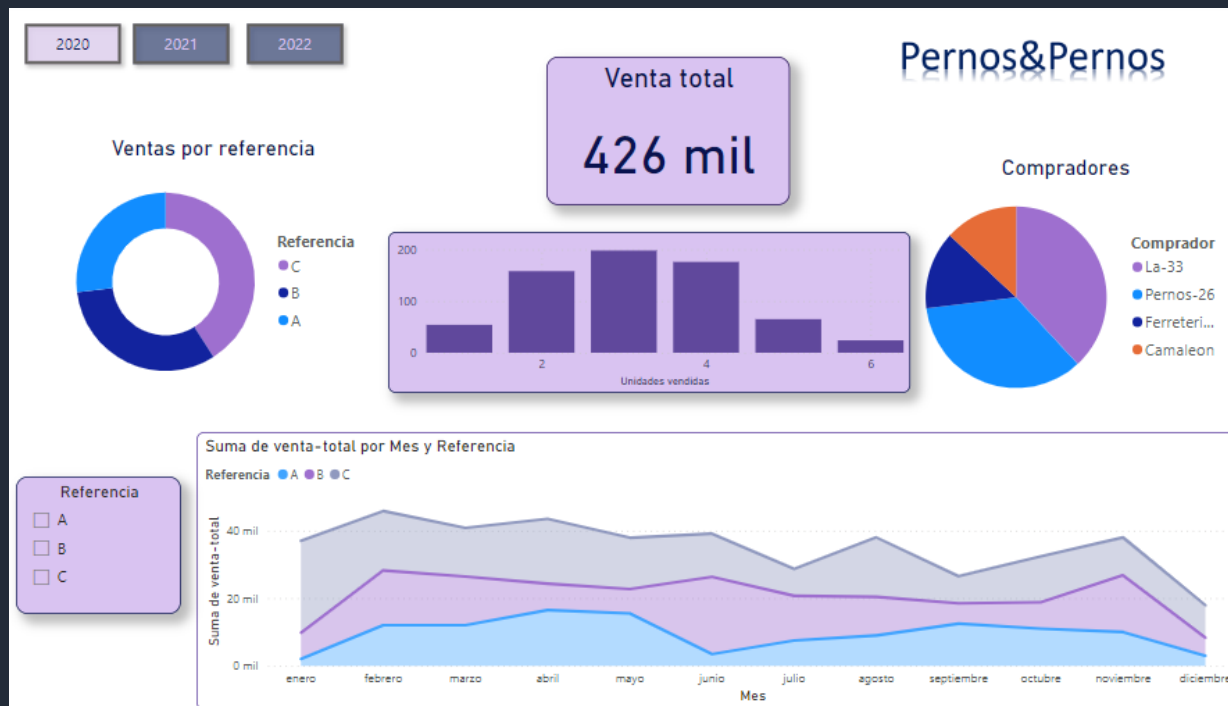 2020
2021
2022
Pernos&Pernos
Venta total
426 mil
Ventas por referencia
Referencia
C
B
A
200
100
0
2
4
6
Unidades vendidas
Compradores
Comprador
La-33
Pernos-26
Ferreteri...
Camaleon
Referencia
A
B
C
Suma de venta-total por Mes y Referencia
Referencia A B C
Suma de venta-total
40 mil
20 mil
0 mil
enero febrero marzo abril mayo junio julio agosto septiembre octubre noviembre diciembre
Mes